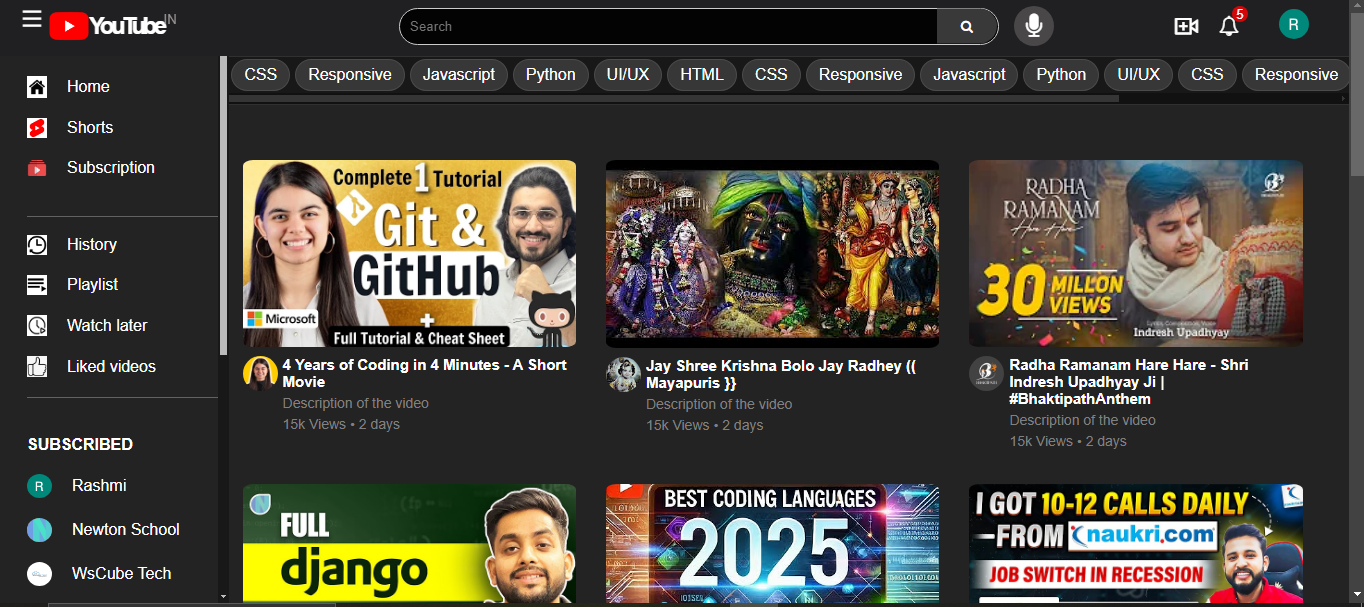 YouTube IN
Search
5
R
CSS Responsive Javascript Python UI/UX HTML CSS Responsive Javascript Python UI/UX CSS Responsive
Home
Shorts
Subscription
History
Playlist
Watch later
Liked videos
SUBSCRIBED
R Rashmi
Newton School
WsCube Tech
Complete 1 Tutorial
Git &
GitHub
Microsoft
+
Full Tutorial & Cheat Sheet
4 Years of Coding in 4 Minutes - A Short
Movie
Description of the video
15k Views • 2 days
Jay Shree Krishna Bolo Jay Radhey ((
Mayapuris }}
Description of the video
15k Views • 2 days
RADHA
RAMANAM
Hare Hare
30 MILLON
VIEWS
Indresh Upadhyay
Radha Ramanam Hare Hare - Shri
Indresh Upadhyay Ji |
#BhaktipathAnthem
Description of the video
15k Views • 2 days
FULL
django
BEST CODING LANGUAGES
2025
I GOT 10-12 CALLS DAILY
–FROM naukri.com
JOB SWITCH IN RECESSION